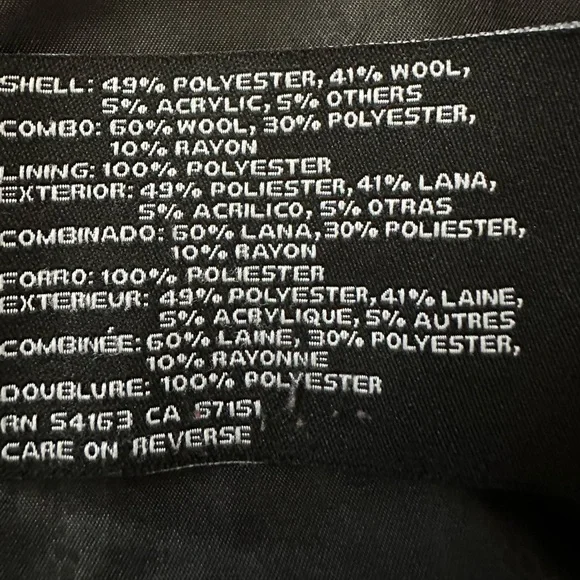 SHELL: 49% POLYESTER, 41% WOOL,
5% ACRYLIC, 5% OTHERS
COMBO: 60% WOOL, 30% POLYESTER,
10% RAYON
LINING: 100% POLYESTER
EXTERIOR: 49% POLIESTER, 41% LANA,
5% ACRILICO, 5% OTRAS
COMBINADO: 60% LANA, 30% POLIESTER,
10% RAYON
FORRO: 100% POLIESTER
EXTERIEUR: 49% POLYESTER, 41% LAINE,
5% ACRYLIQUE, 5% AUTRES
COMBINÉE: 60% LAINE, 30% POLYESTER,
10% RAYONNE
DOUBLURE: 100% POLYESTER
RN 54163 CA 57151
CARE ON REVERSE